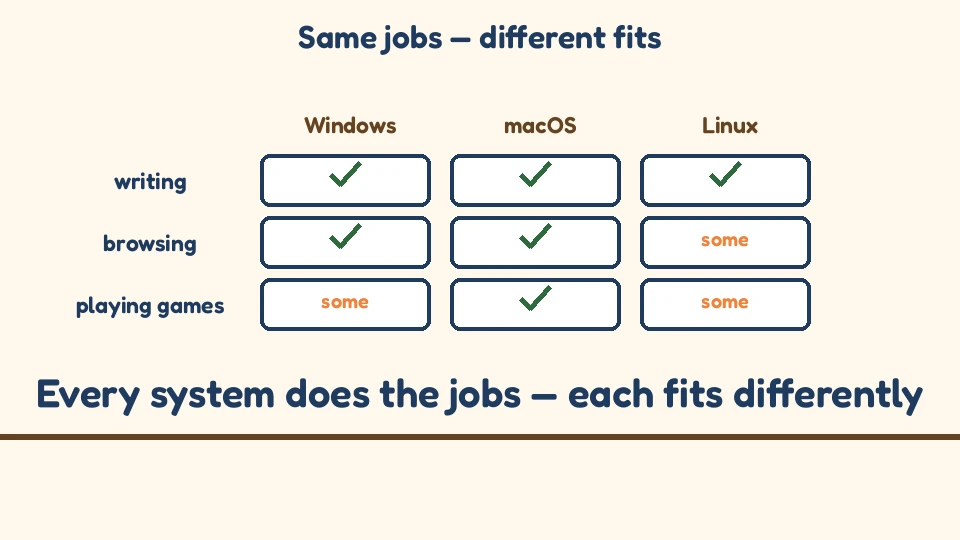 Same jobs — different fits
Windows macOS Linux
writing
browsing some
playing games some some
Every system does the jobs — each fits differently